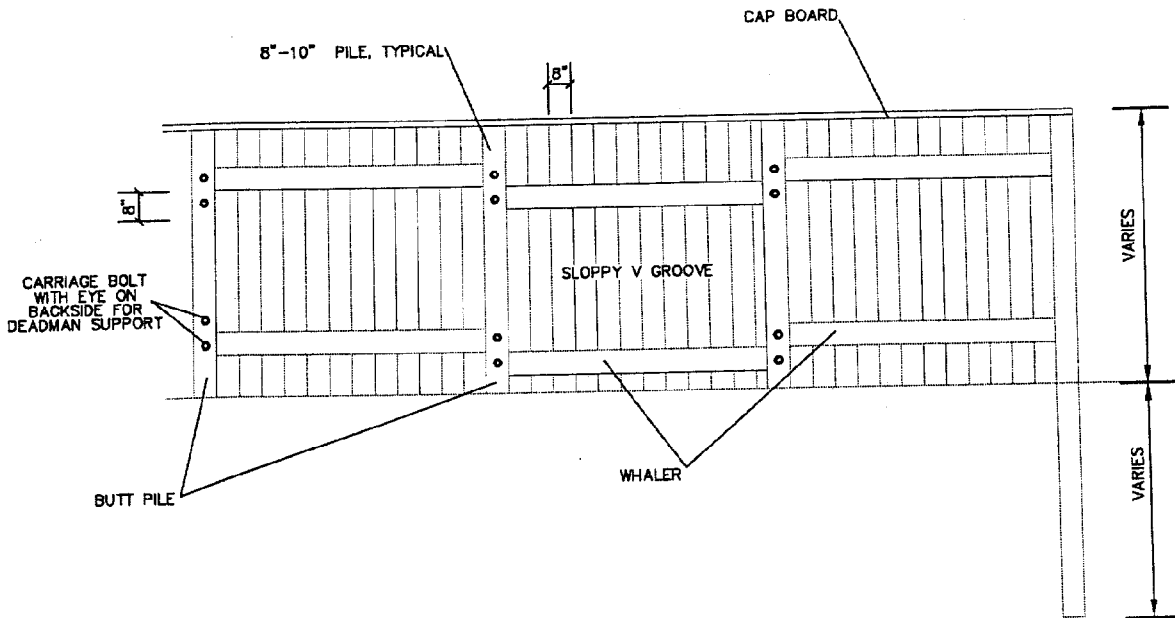 CAP BOARD
8"-10" PILE, TYPICAL
8"
8"
VARIES
SLOPPY V GROOVE
CARRIAGE BOLT
WITH EYE ON
BACKSIDE FOR
DEADMAN SUPPORT
WHALER
BUTT PILE
VARIES